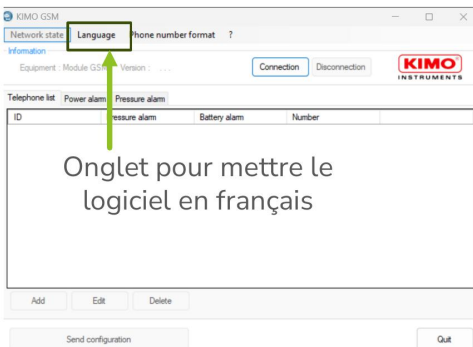 KIMO GSM
Network state Language Phone number format ?
Information
Equipment : Module GS Version : . . . Connection Disconnection
KIMO
INSTRUMENTS
Telephone list Power alarm Pressure alarm
ID Pressure alarm Battery alarm Number
Onglet pour mettre le
logiciel en français
Add Edit Delete
Send configuration Quit